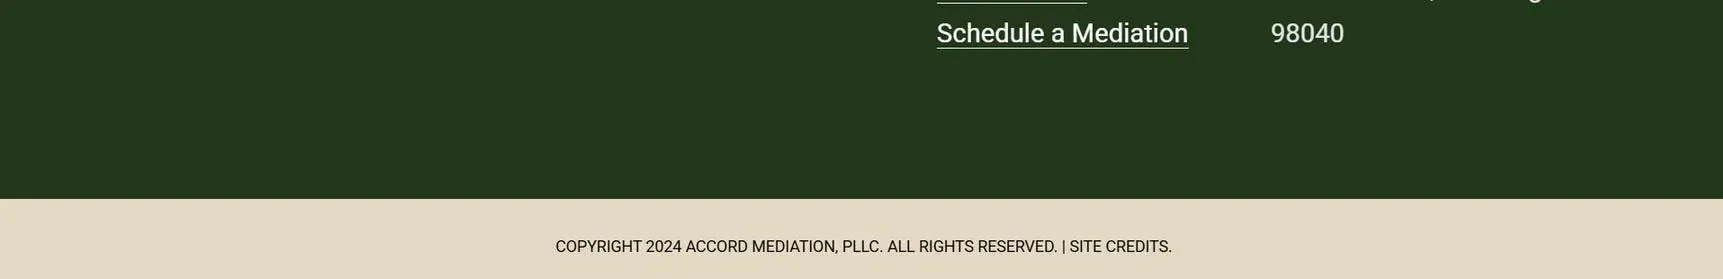 Schedule a Mediation
98040
COPYRIGHT 2024 ACCORD MEDIATION, PLLC. ALL RIGHTS RESERVED. | SITE CREDITS.